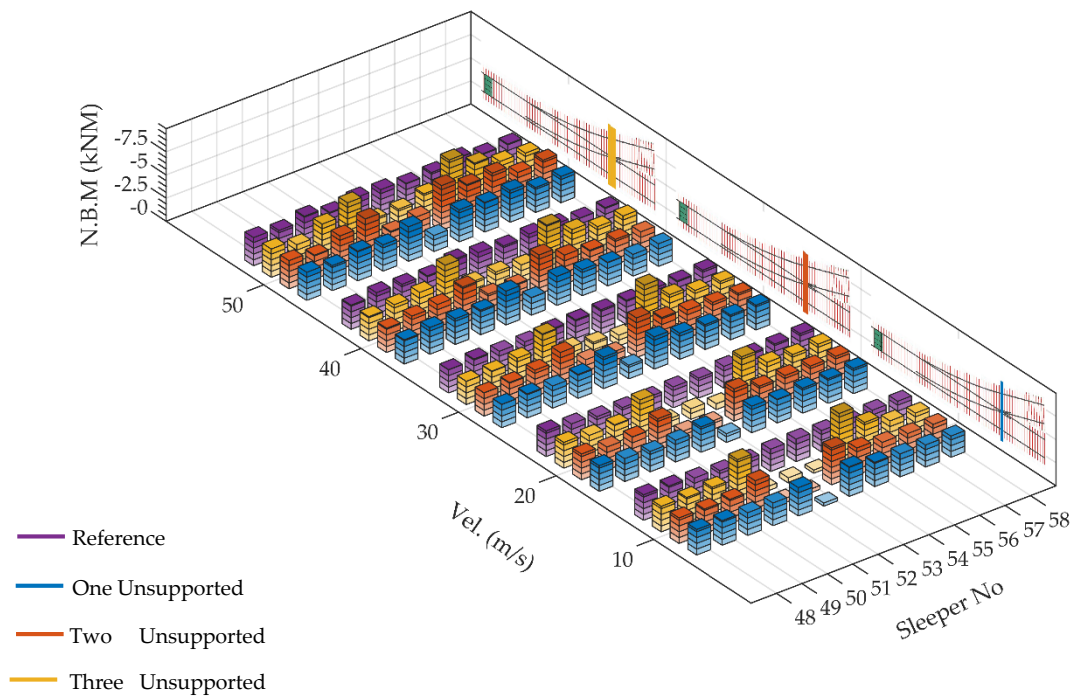 N.B.M (kNM)
-7.5
-5
-2.5
-0
50
40
30
20
10
Vel. (m/s)
48
49
50
51
52
53
54
55
56
57
58
Sleeper No
Reference
One Unsupported
Two Unsupported
Three Unsupported